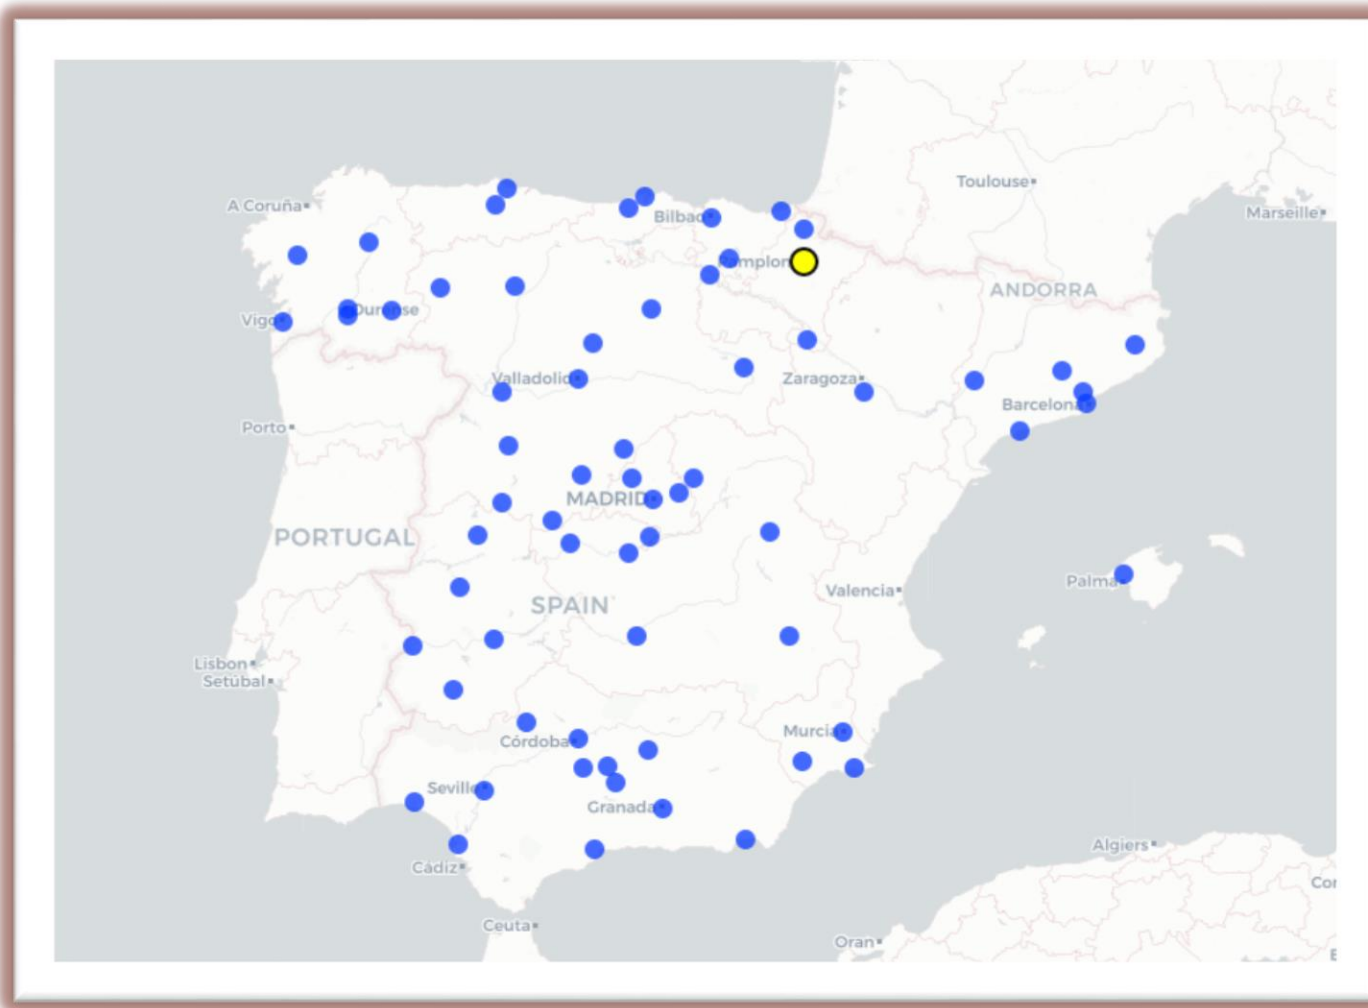 Toulouse
A Coruña
Marseille
Bilbao
ANDORRA
Vigo
Valladolid
Zaragoza
Barcelona
Porto
MADRID
PORTUGAL
Palma
Valencia
SPAIN
Lisbon
Setúbal
Murcia
Córdoba
Seville
Granada
Algiers
Cádiz
Ceuta
Oran